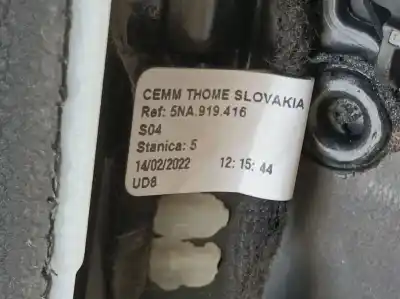 CEMM THOME SLOVAKIA
Ref: 5NA.919.416
S04
Stanica: 5
14/02/2022 12: 15: 44
UD8